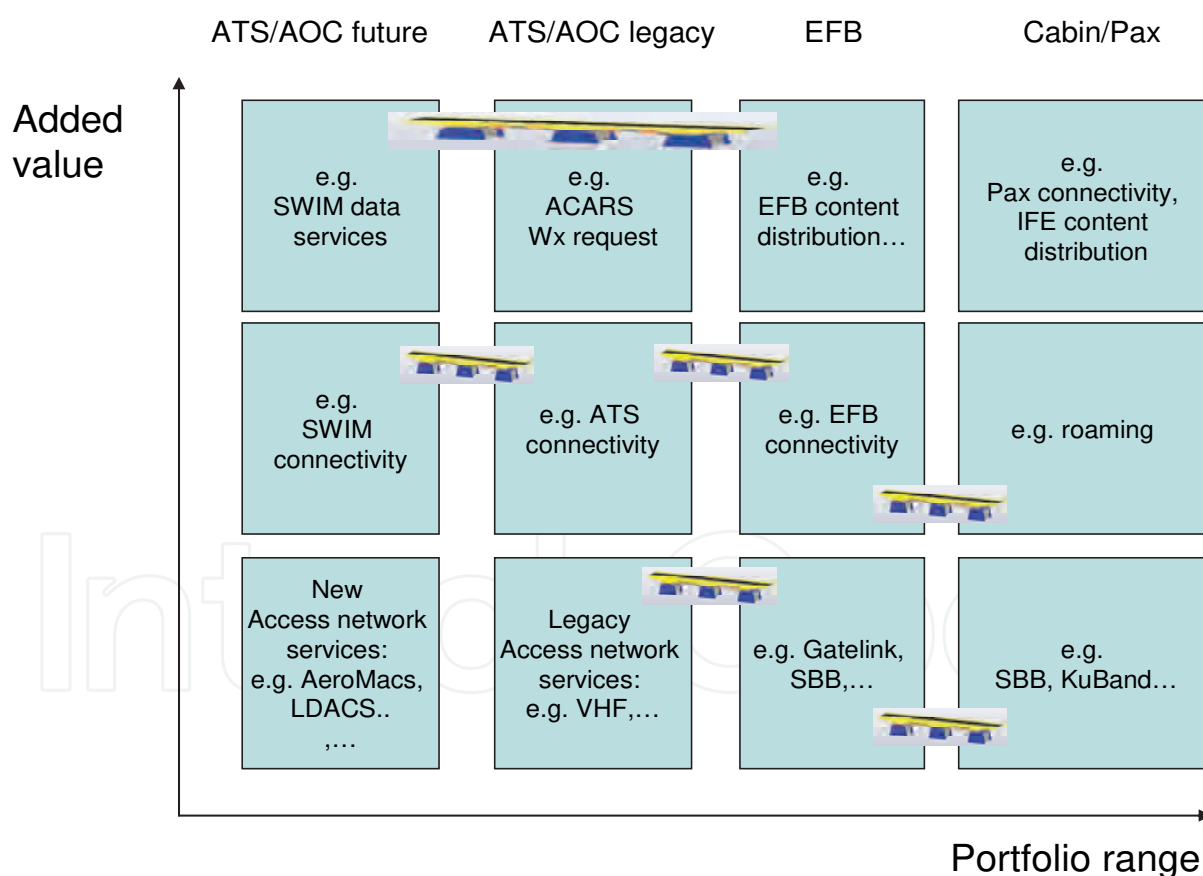 ATS/AOC future
ATS/AOC legacy
EFB
Cabin/Pax
Added
value
e.g.
SWIM data
services
e.g.
ACARS
Wx request
e.g.
EFB content
distribution…
e.g.
Pax connectivity,
IFE content
distribution
e.g.
SWIM
connectivity
e.g. ATS
connectivity
e.g. EFB
connectivity
e.g. roaming
New
Access network
services:
e.g. AeroMacs,
LDACS..
,…
Legacy
Access network
services:
e.g. VHF,…
e.g. Gatelink,
SBB,…
e.g.
SBB, KuBand…
Portfolio range